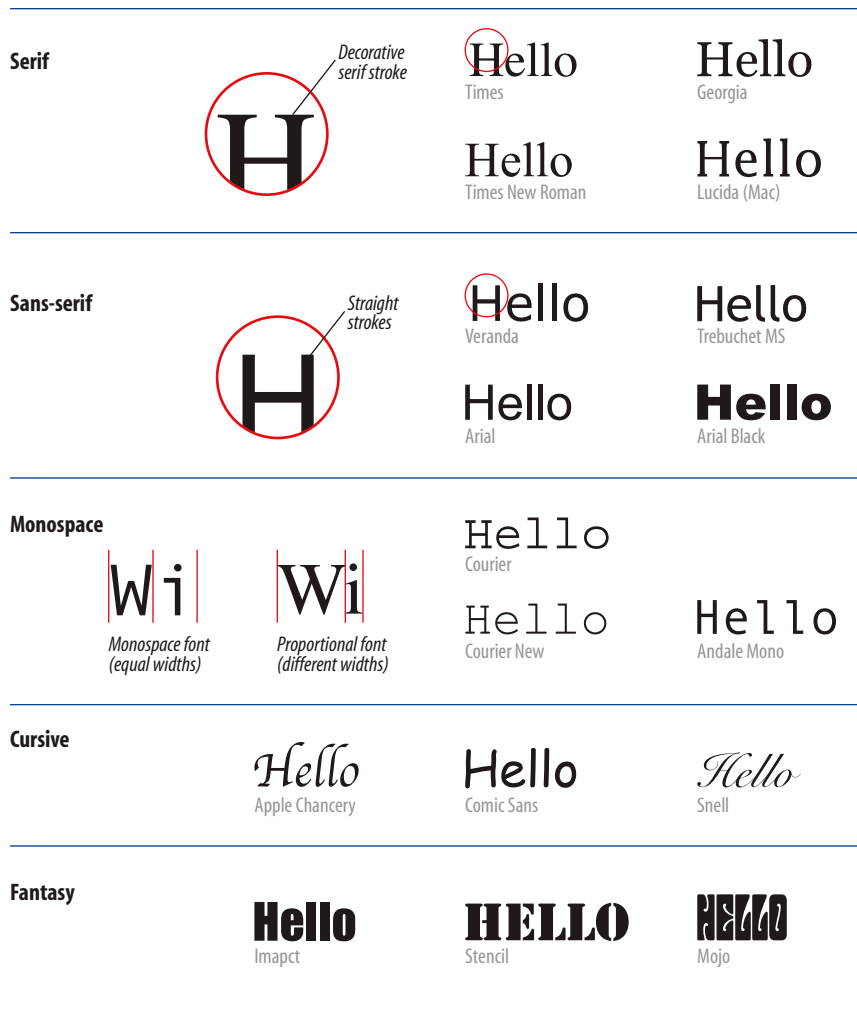 Serif
Decorative
serif stroke
H
Hello
Times
Hello
Georgia
Hello
Times New Roman
Hello
Lucida (Mac)
Sans-serif
Straight
strokes
H
Hello
Veranda
Hello
Trebuchet MS
Hello
Arial
Hello
Arial Black
Monospace
Wi
Monospace font
(equal widths)
Wi
Proportional font
(different widths)
Hello
Courier
Hello
Courier New
Hello
Andale Mono
Cursive
Hello
Apple Chancery
Hello
Comic Sans
Hello
Snell
Fantasy
Hello
Imapct
HELLO
Stencil
HELLO
Mojo